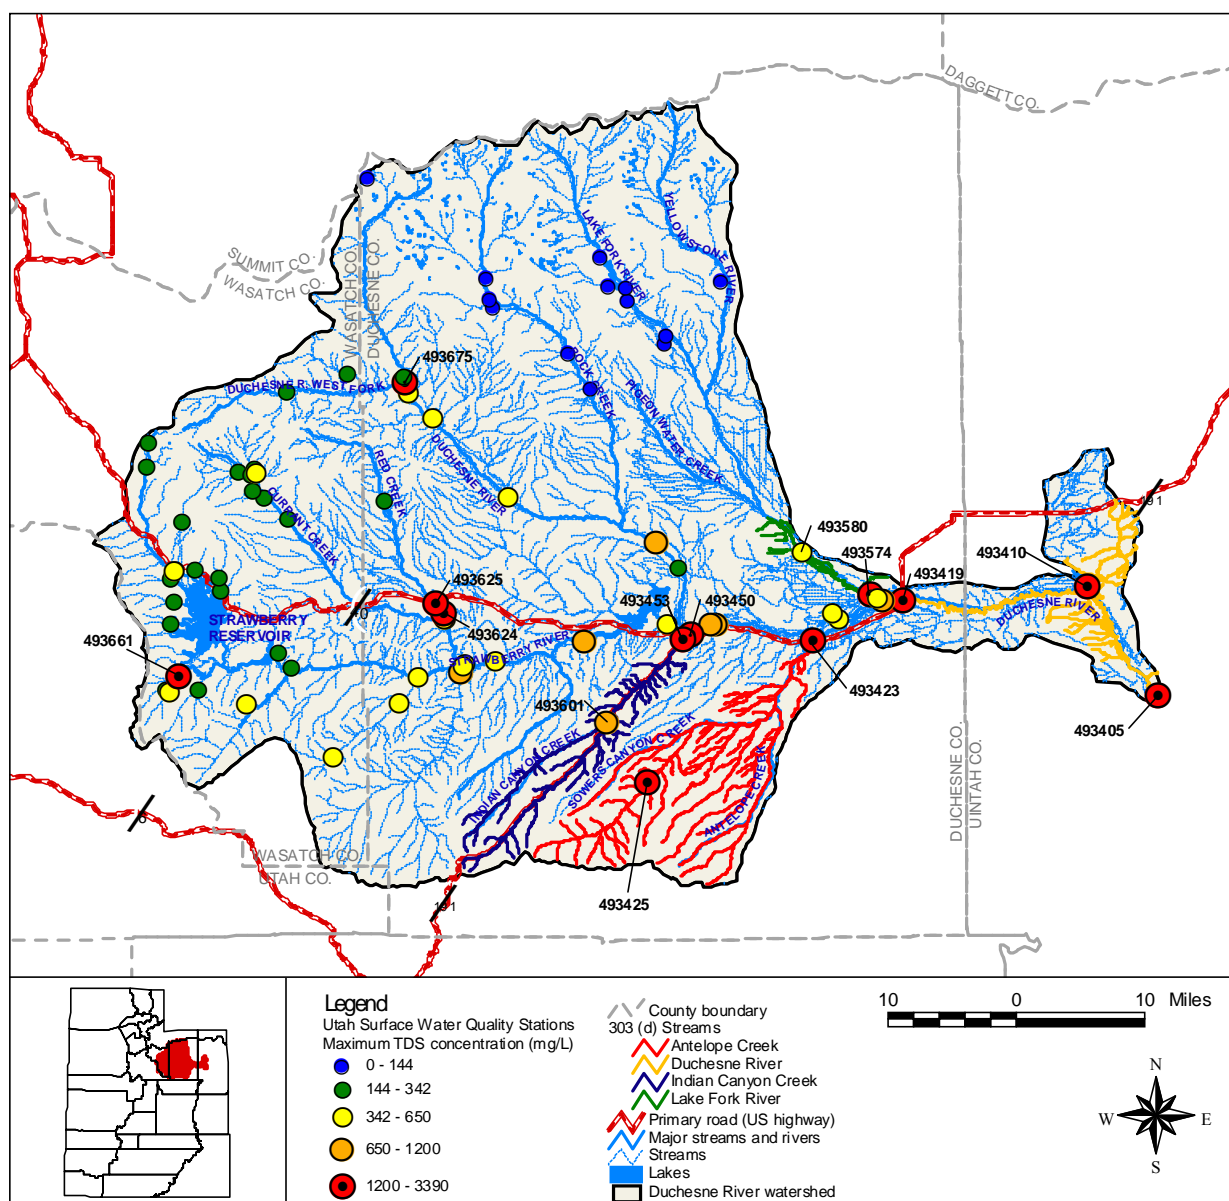 DAGGETT CO.
SUMMIT CO.
WASATCH CO.
WASATCH CO.
DUCHESNE CO.
YELLOWSTONE RIVER
LAKE FORK RIVER
493675
DUCHESNE R WEST FORK
ROCK CREEK
PIGEON WATER CREEK
DUCHESNE RIVER
RED CREEK
CURRANT CREEK
191
493580
493574
493410
493419
493625
493453
493450
DUCHESNE RIVER
493624
STRAWBERRY
RESERVOIR
493661
STRAWBERRY RIVER
493423
493601
493405
INDIAN CANYON CREEK
SOWERS CANYON CREEK
ANTELOPE CREEK
DUCHESNE CO.
UINTAH CO.
6
WASATCH CO.
UTAH CO.
493425
191
Legend
Utah Surface Water Quality Stations
Maximum TDS concentration (mg/L)
0 - 144
144 - 342
342 - 650
650 - 1200
1200 - 3390
County boundary
303 (d) Streams
Antelope Creek
Duchesne River
Indian Canyon Creek
Lake Fork River
Primary road (US highway)
Major streams and rivers
Streams
Lakes
Duchesne River watershed
10 0 10 Miles
N
W E
S